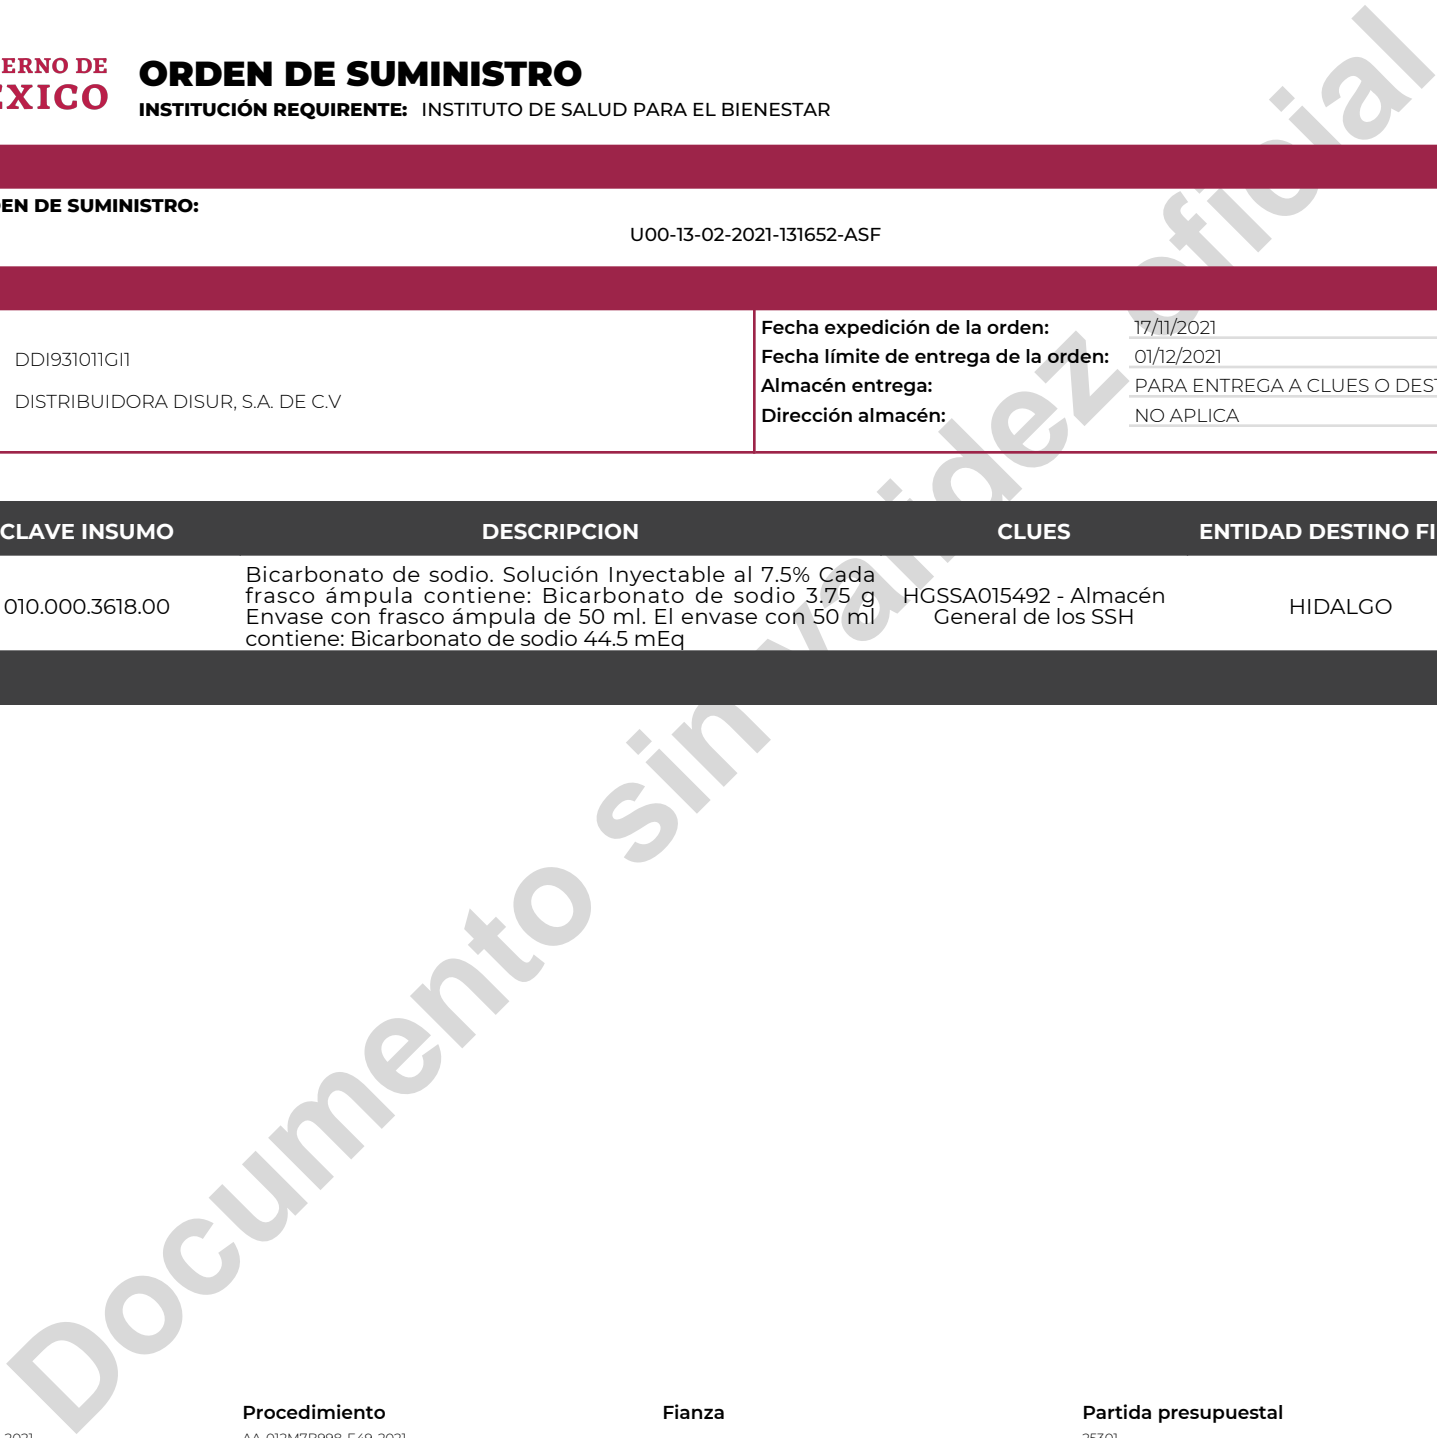 ERNO DE
ORDEN DE SUMINISTRO
INSTITUCIÓN REQUIRENTE: INSTITUTO DE SALUD PARA EL BIENESTAR
EN DE SUMINISTRO:
U00-13-02-2021-131652-ASF
DDI931011GI1
DISTRIBUIDORA DISUR, S.A. DE C.V
Fecha expedición de la orden: 17/11/2021
Fecha límite de entrega de la orden: 01/12/2021
Almacén entrega: PARA ENTREGA A CLUES O DEST
Dirección almacén: NO APLICA
CLAVE INSUMO DESCRIPCION CLUES ENTIDAD DESTINO FI
010.000.3618.00
Bicarbonato de sodio. Solución Inyectable al 7.5% Cada
frasco ámpula contiene: Bicarbonato de sodio 3.75 g
Envase con frasco ámpula de 50 ml. El envase con 50 ml
contiene: Bicarbonato de sodio 44.5 mEq
HGSSA015492 - Almacén
General de los SSH
HIDALGO
Documento sin validez oficial
Procedimiento Fianza Partida presupuestal